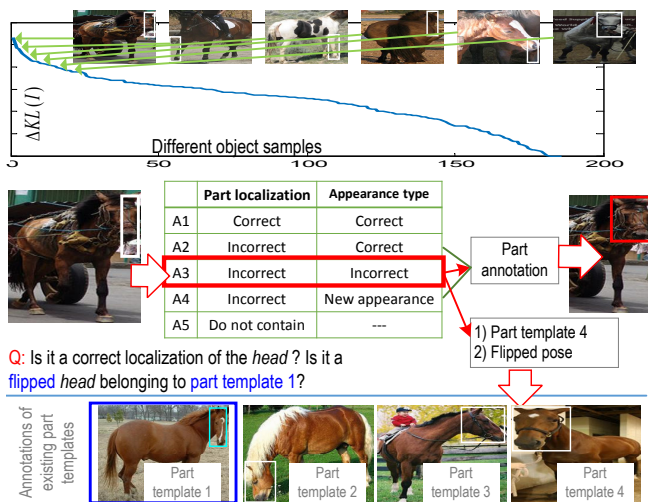 ΔKL(I)
Different object samples
0
50
100
150
200
Part localization Appearance type
A1 Correct Correct
A2 Incorrect Correct
A3 Incorrect Incorrect
A4 Incorrect New appearance
A5 Do not contain ---
Part
annotation
1) Part template 4
2) Flipped pose
Q: Is it a correct localization of the head ? Is it a
flipped head belonging to part template 1?
Annotations of
existing part
templates
Part
template 1
Part
template 2
Part
template 3
Part
template 4